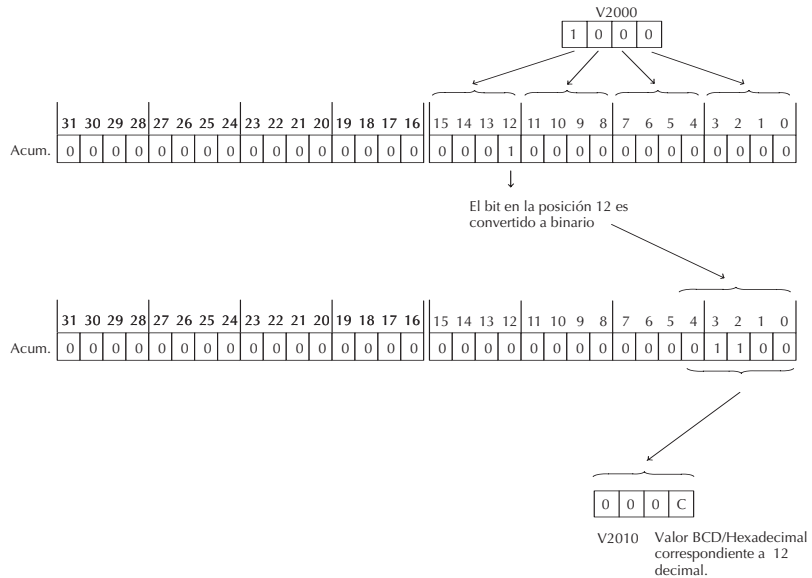 V2000
1 0 0 0
31 30 29 28 27 26 25 24 23 22 21 20 19 18 17 16 15 14 13 12 11 10 9 8 7 6 5 4 3 2 1 0
Acum. 0 0 0 0 0 0 0 0 0 0 0 0 0 0 0 0 0 0 0 1 0 0 0 0 0 0 0 0 0 0 0 0
El bit en la posición 12 es
convertido a binario
31 30 29 28 27 26 25 24 23 22 21 20 19 18 17 16 15 14 13 12 11 10 9 8 7 6 5 4 3 2 1 0
Acum. 0 0 0 0 0 0 0 0 0 0 0 0 0 0 0 0 0 0 0 0 0 0 0 0 0 0 0 0 1 1 0 0
0 0 0 C
V2010 Valor BCD/Hexadecimal
correspondiente a 12
decimal.